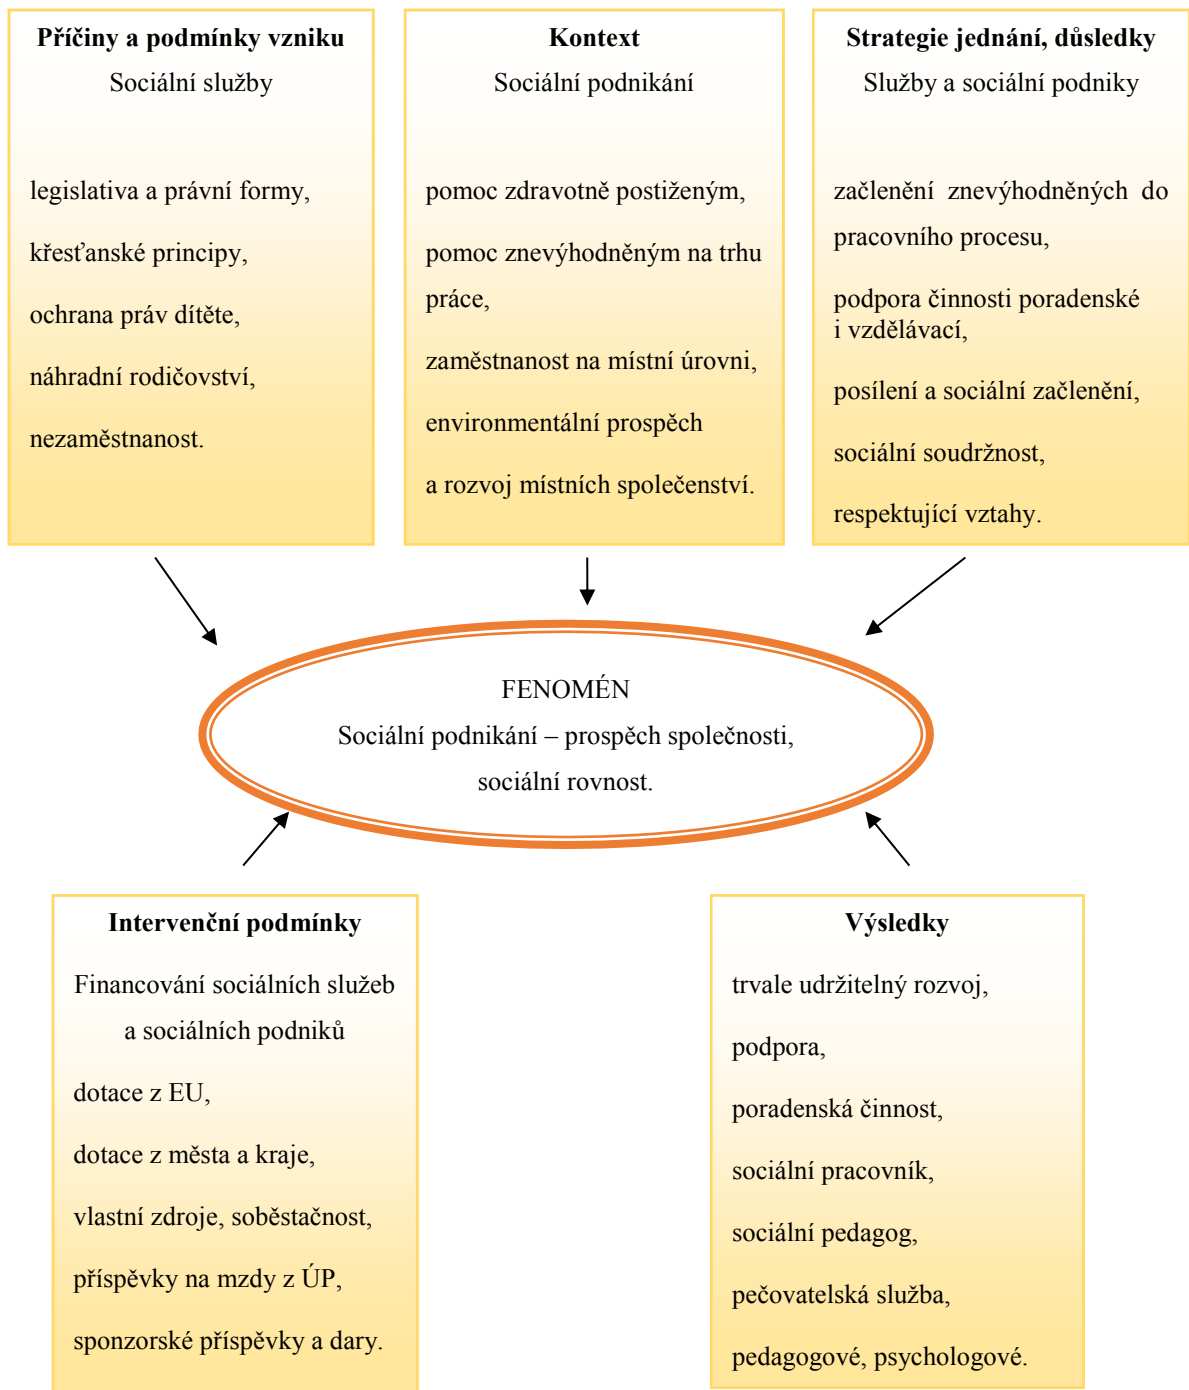 Příčiny a podmínky vzniku
Sociální služby
legislativa a právní formy,
křesťanské principy,
ochrana práv dítěte,
náhradní rodičovství,
nezaměstnanost.
Kontext
Sociální podnikání
pomoc zdravotně postiženým,
pomoc znevýhodněným na trhu
práce,
zaměstnanost na místní úrovni,
environmentální prospěch
a rozvoj místních společenství.
Strategie jednání, důsledky
Služby a sociální podniky
začlenění znevýhodněných do
pracovního procesu,
podpora činnosti poradenské
i vzdělávací,
posílení a sociální začlenění,
sociální soudržnost,
respektující vztahy.
FENOMÉN
Sociální podnikání – prospěch společnosti,
sociální rovnost.
Intervenční podmínky
Financování sociálních služeb
a sociálních podniků
dotace z EU,
dotace z města a kraje,
vlastní zdroje, soběstačnost,
příspěvky na mzdy z ÚP,
sponzorské příspěvky a dary.
Výsledky
trvale udržitelný rozvoj,
podpora,
poradenská činnost,
sociální pracovník,
sociální pedagog,
pečovatelská služba,
pedagogové, psychologové.